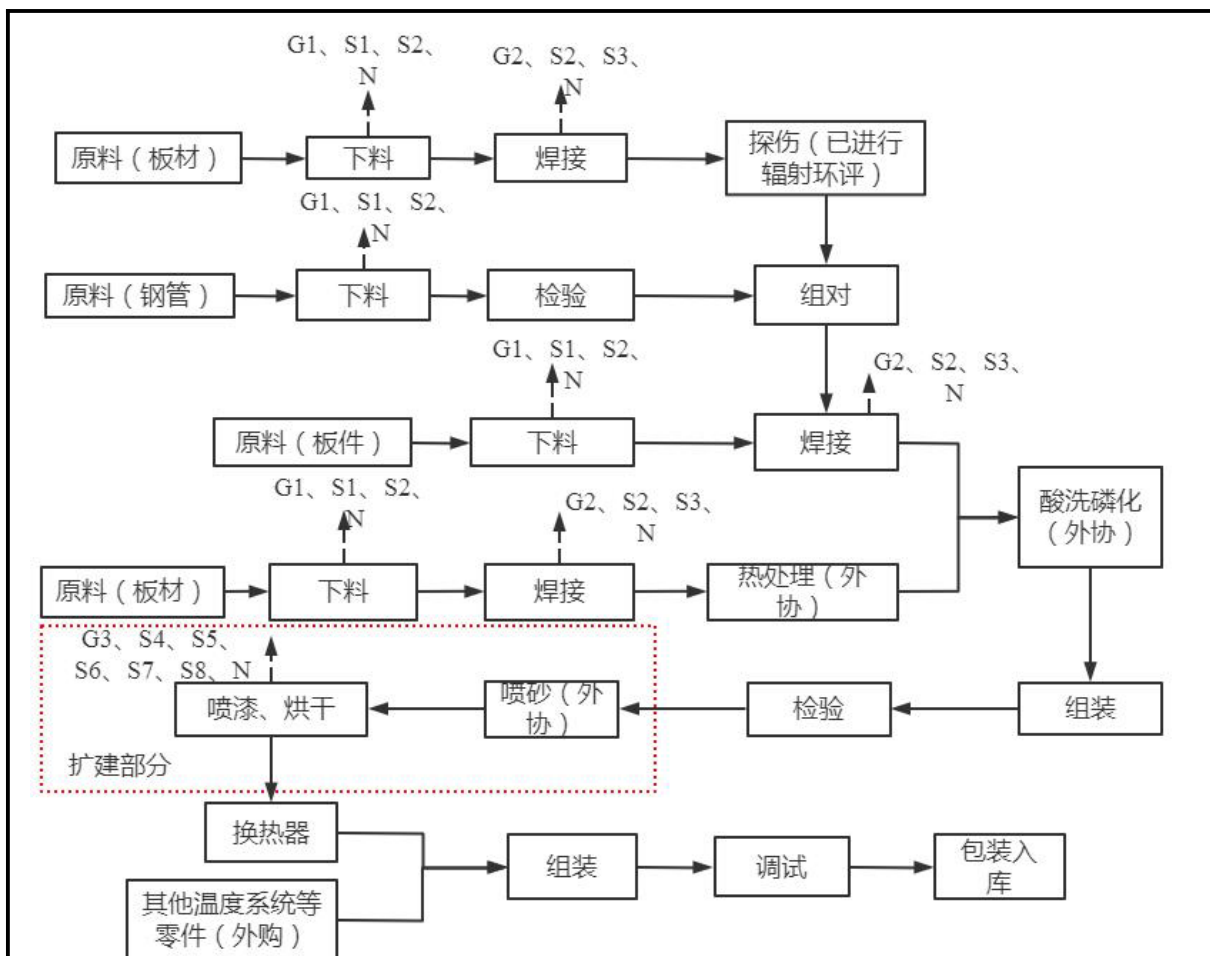 G1、S1、S2、
N
G2、S2、S3、
N
原料（板材）
下料
焊接
探伤（已进行
辐射环评）
G1、S1、S2、
N
原料（钢管）
下料
检验
组对
G1、S1、S2、
N
G2、S2、S3、
N
原料（板件）
下料
焊接
G1、S1、S2、
N
G2、S2、S3、
N
酸洗磷化
（外协）
原料（板材）
下料
焊接
热处理（外
协）
G3、S4、S5、
S6、S7、S8、N
喷漆、烘干
喷砂（外
协）
检验
组装
扩建部分
换热器
组装
调试
包装入
库
其他温度系统等
零件（外购）